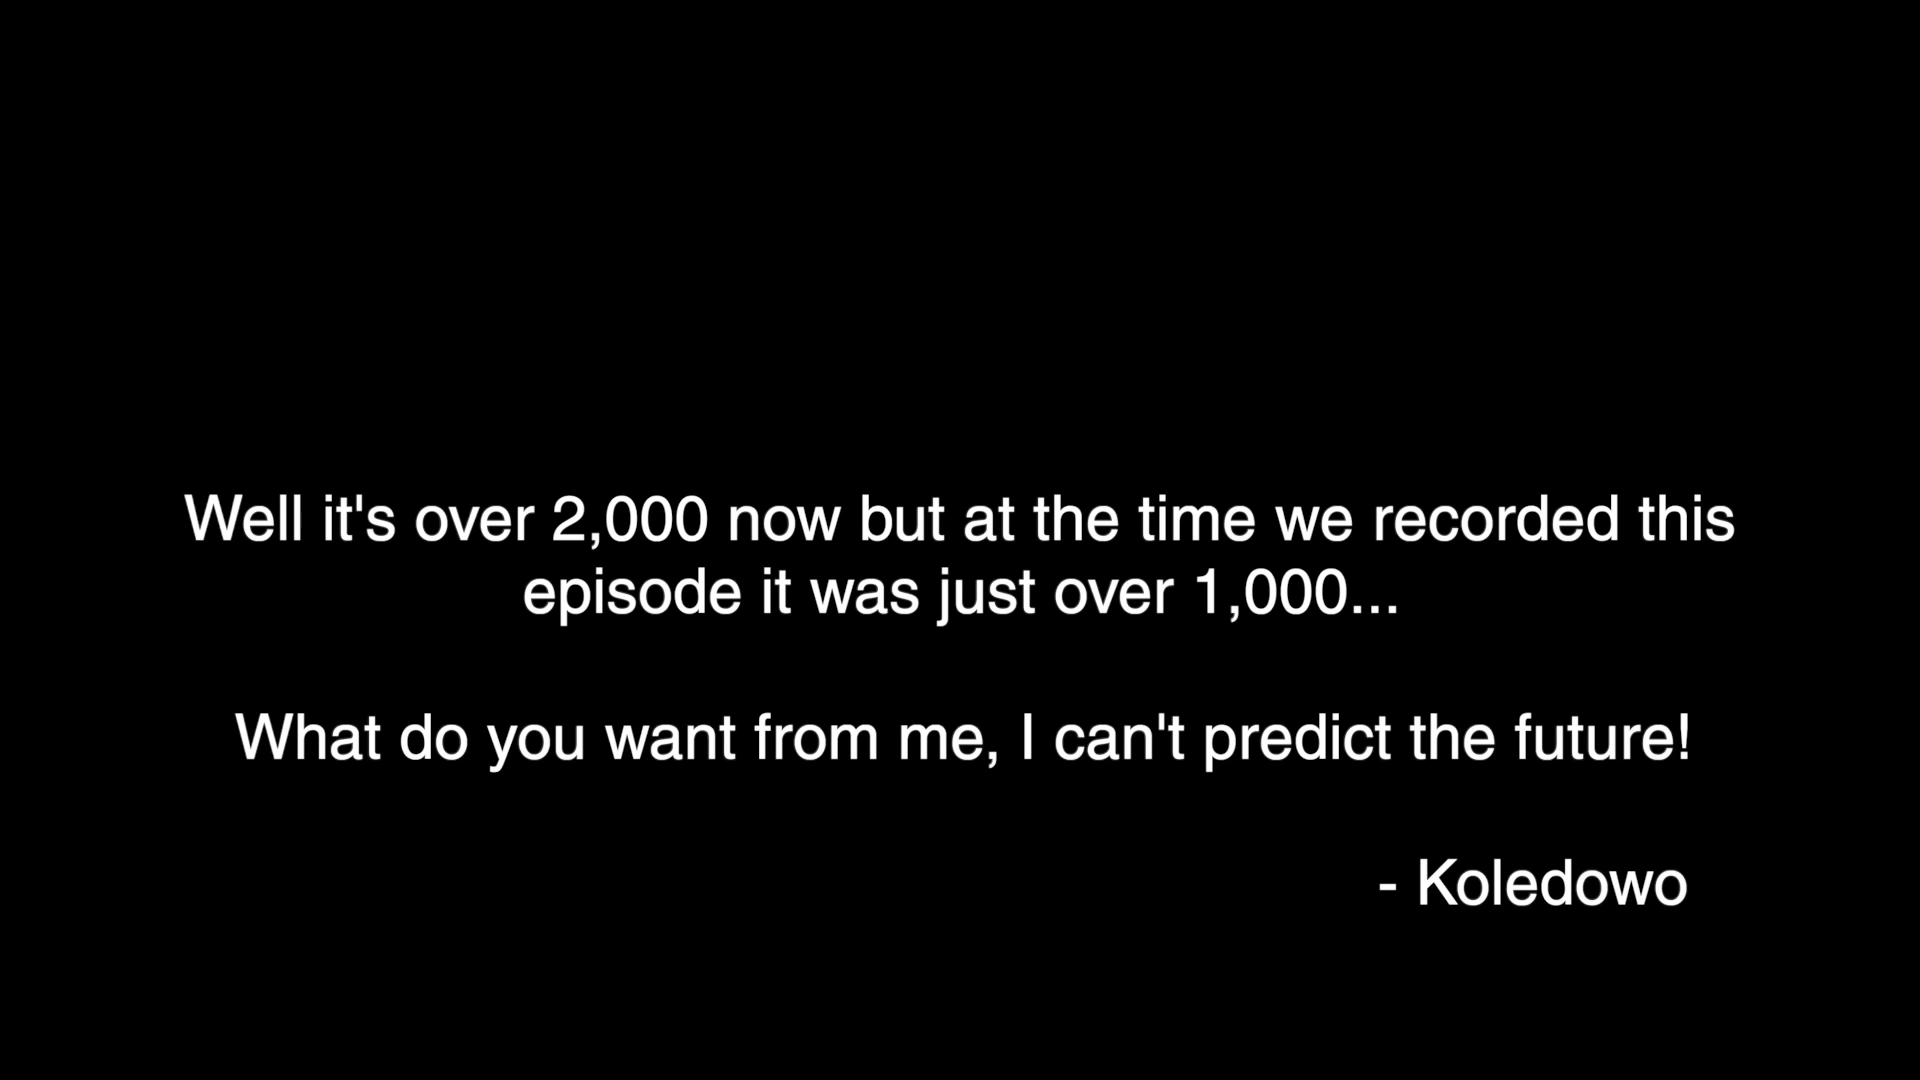 Well it's over 2,000 now but at the time we recorded this
episode it was just over 1,000...
What do you want from me, I can't predict the future!
- Koledowo